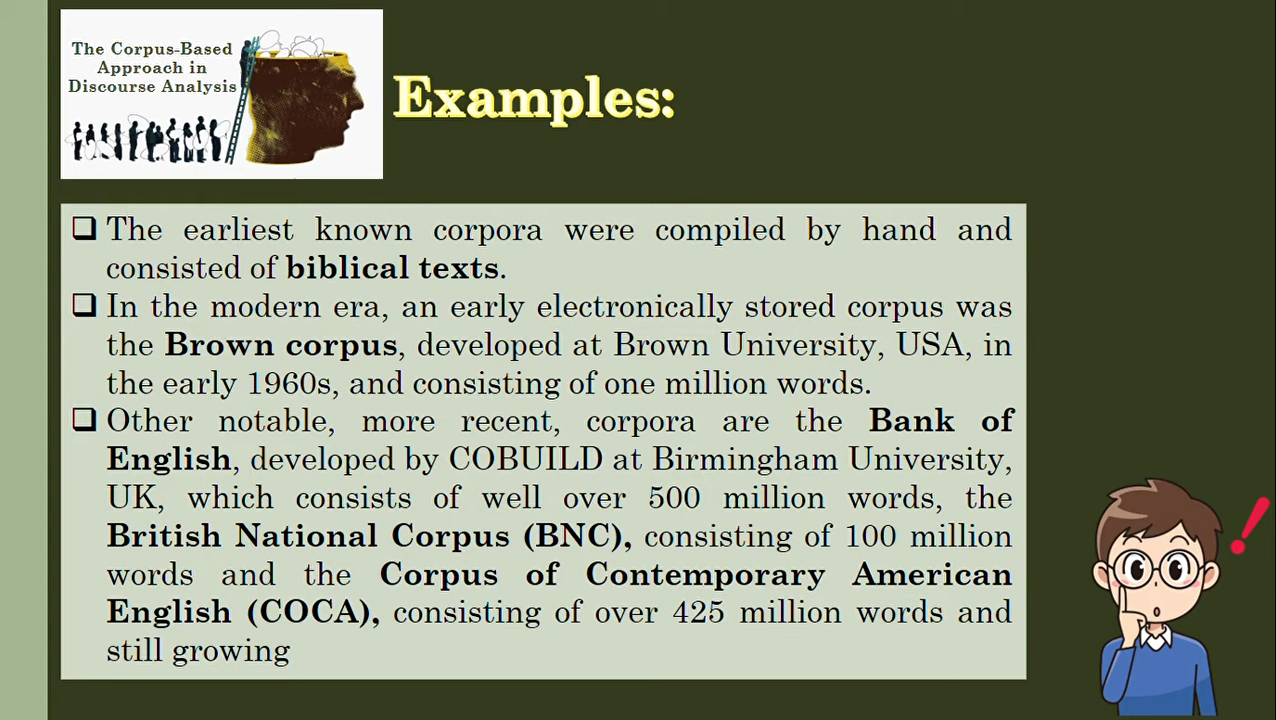 The Corpus-Based
Approach in
Discourse Analysis
Examples:
The earliest known corpora were compiled by hand and
consisted of biblical texts.
In the modern era, an early electronically stored corpus was
the Brown corpus, developed at Brown University, USA, in
the early 1960s, and consisting of one million words.
Other notable, more recent, corpora are the Bank of
English, developed by COBUILD at Birmingham University,
UK, which consists of well over 500 million words, the
British National Corpus (BNC), consisting of 100 million
words and the Corpus of Contemporary American
English (COCA), consisting of over 425 million words and
still growing